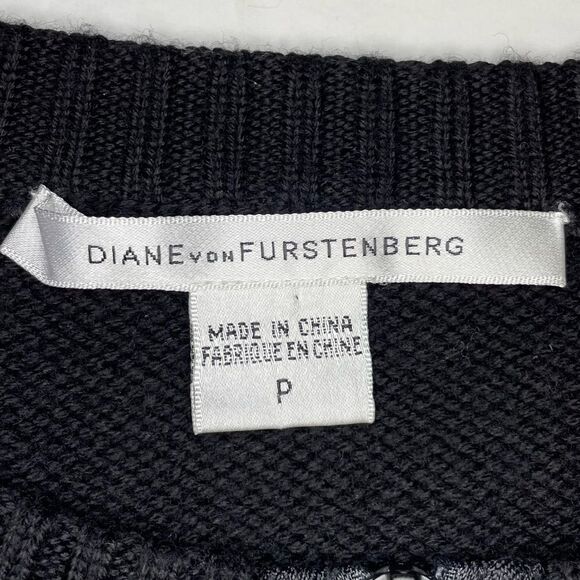 DIANE VON FURSTENBERG
MADE IN CHINA
FABRIQUE EN CHINE
P